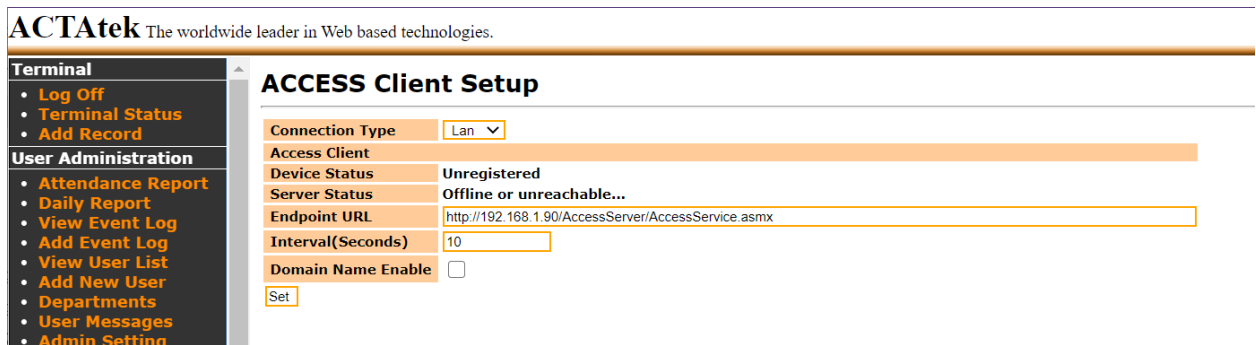 ACTAtek The worldwide leader in Web based technologies.
Terminal
• Log Off
• Terminal Status
• Add Record
User Administration
• Attendance Report
• Daily Report
• View Event Log
• Add Event Log
• View User List
• Add New User
• Departments
• User Messages
• Admin Setting
ACCESS Client Setup
Connection Type Lan
Access Client
Device Status Unregistered
Server Status Offline or unreachable...
Endpoint URL http://192.168.1.90/AccessServer/AccessService.asmx
Interval(Seconds) 10
Domain Name Enable
Set